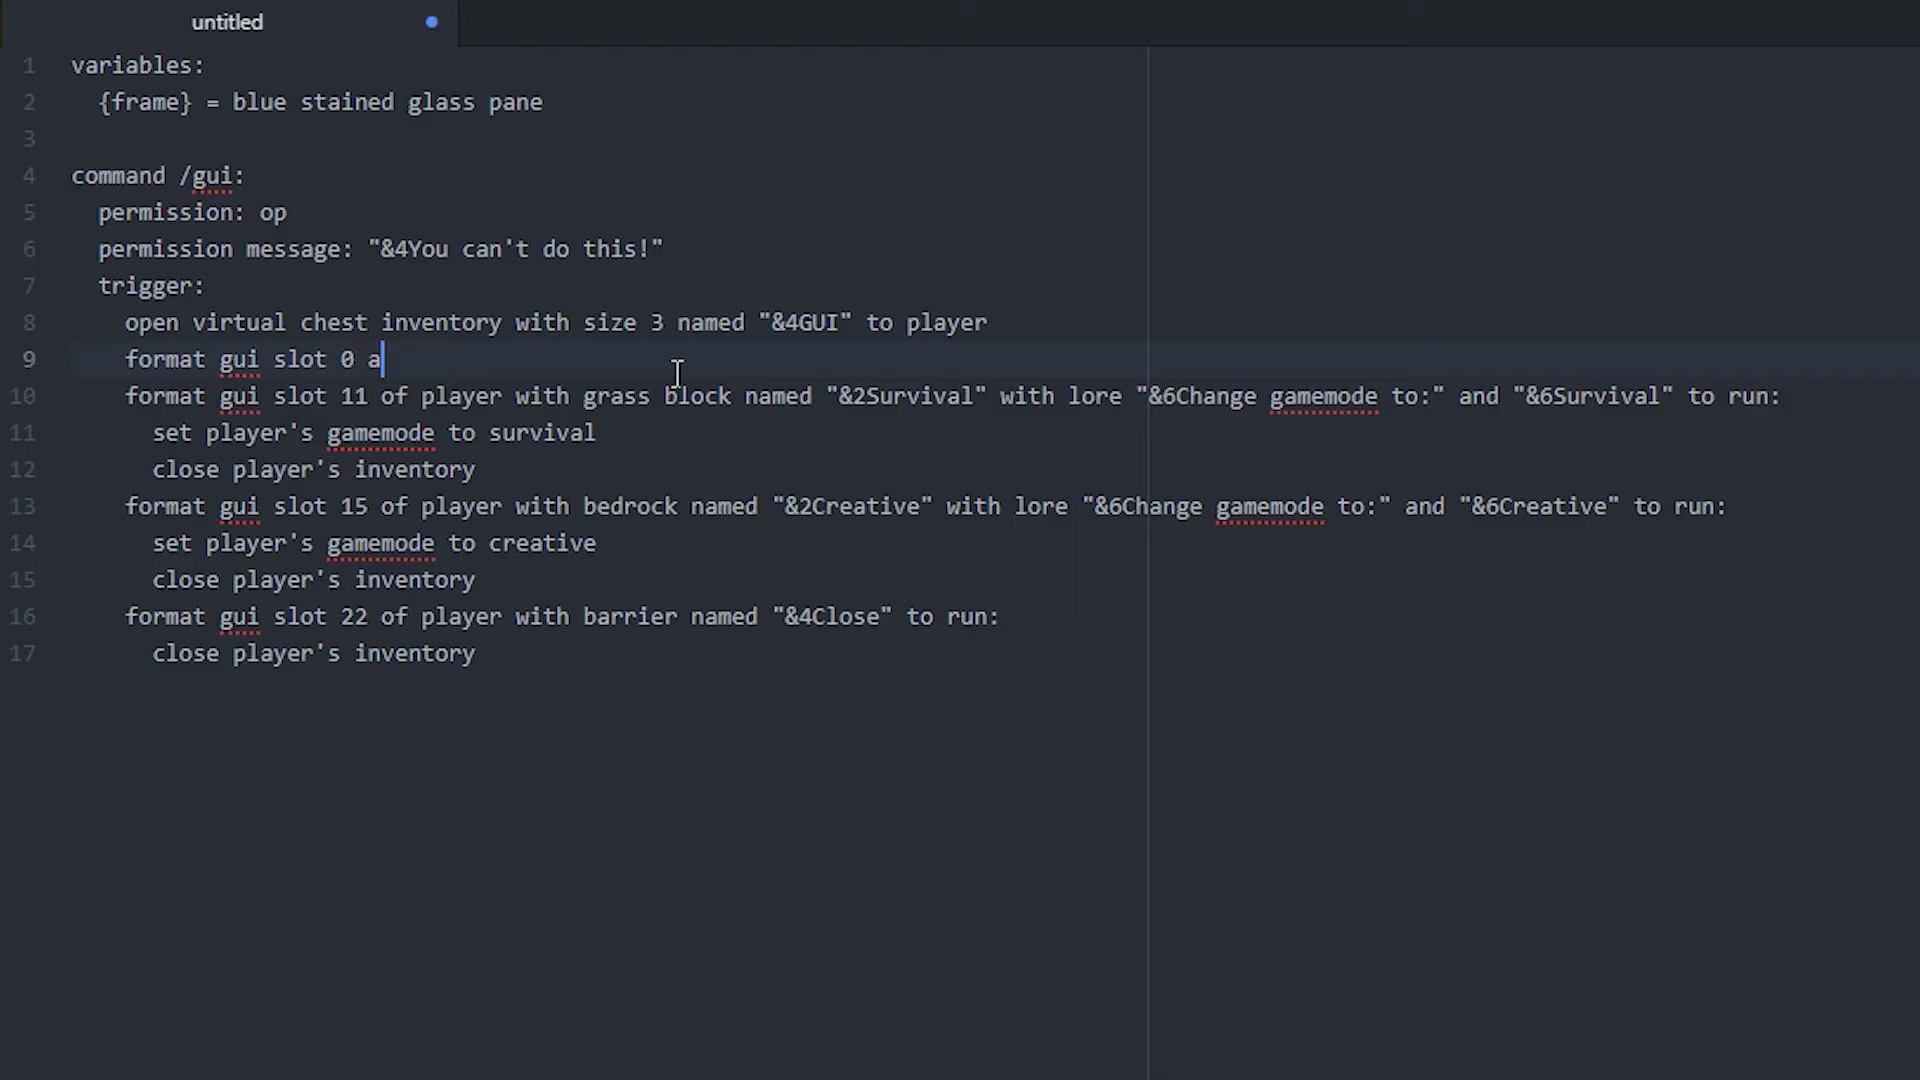 untitled
1 variables:
2 {frame} = blue stained glass pane
3
4 command /gui:
5 permission: op
6 permission message: "&4You can't do this!"
7 trigger:
8 open virtual chest inventory with size 3 named "&4GUI" to player
9 format gui slot 0 a
10 format gui slot 11 of player with grass block named "&2Survival" with lore "&6Change gamemode to:" and "&6Survival" to run:
11 set player's gamemode to survival
12 close player's inventory
13 format gui slot 15 of player with bedrock named "&2Creative" with lore "&6Change gamemode to:" and "&6Creative" to run:
14 set player's gamemode to creative
15 close player's inventory
16 format gui slot 22 of player with barrier named "&4Close" to run:
17 close player's inventory